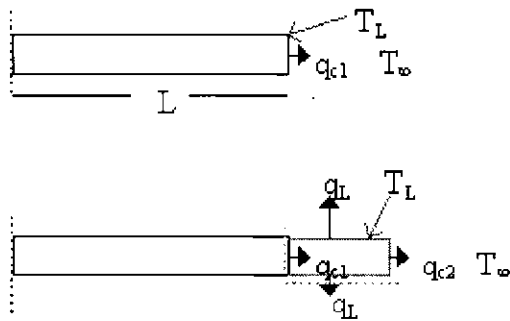 T_L
q_c1 T_∞
L
q_L T_L
q_c1 q_c2 T_∞
q_L